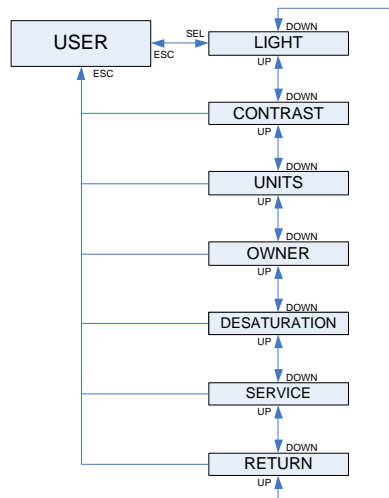 DOWN
USER
SEL
LIGHT
ESC
UP
ESC
DOWN
CONTRAST
UP
DOWN
UNITS
UP
DOWN
OWNER
UP
DOWN
DESATURATION
UP
DOWN
SERVICE
UP
DOWN
RETURN
UP